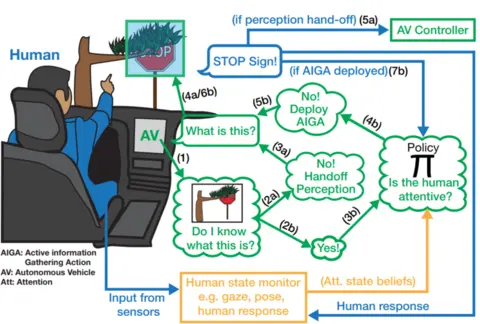 Human
STOP
(if perception hand-off) (5a)
AV Controller
STOP Sign!
(if AIGA deployed)(7b)
(4a/6b)
(5b)
No!
Deploy
AIGA
(4b)
AV
What is this?
(1)
(3a)
No!
Handoff
Perception
Policy
π
Is the human
attentive?
(2a)
Do I know
what this is?
(2b)
Yes!
(3b)
AIGA: Active information
Gathering Action
AV: Autonomous Vehicle
Att: Attention
Input from
sensors
Human state monitor
e.g. gaze, pose,
human response
(Att. state beliefs)
Human response